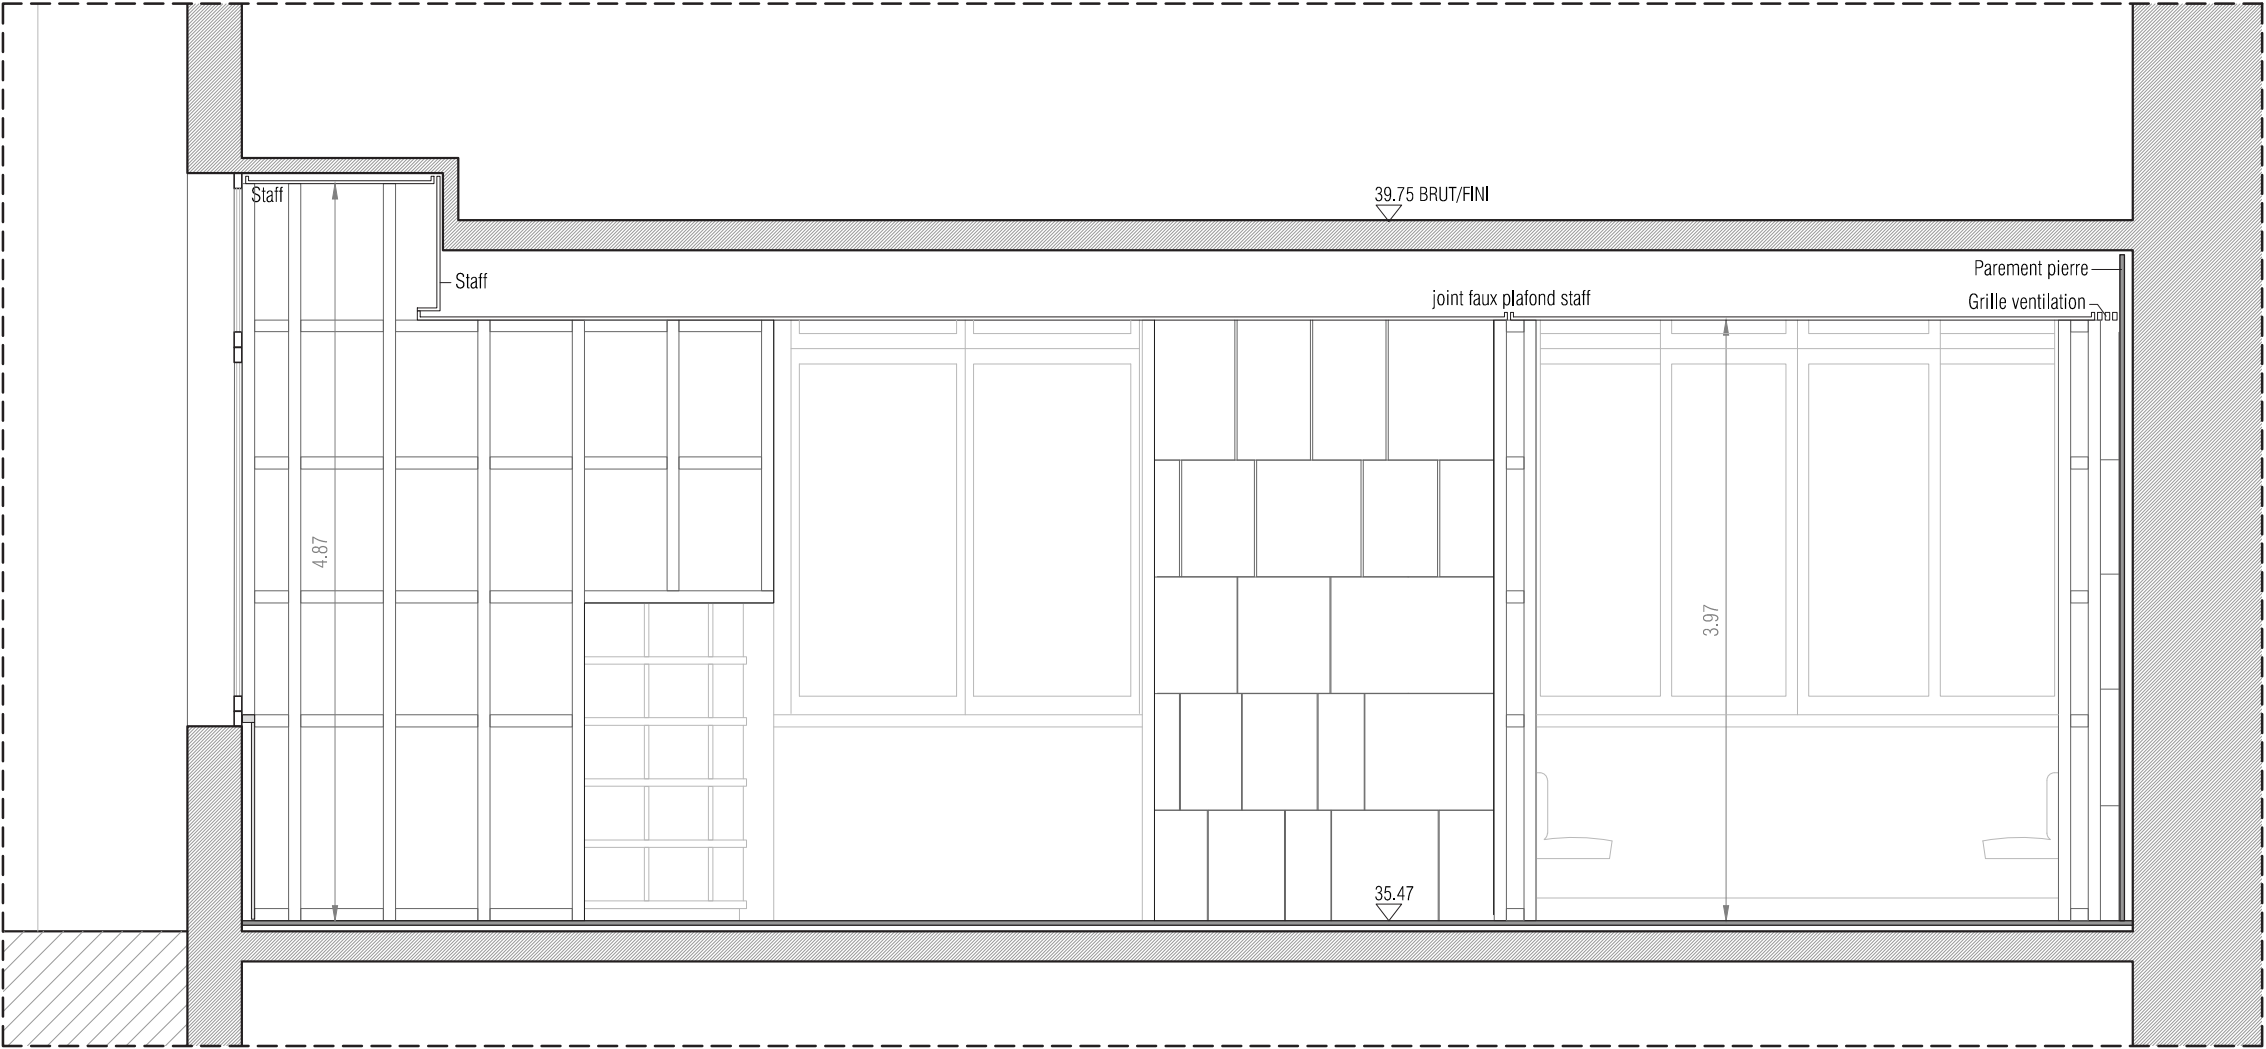 39.75 BRUT/FINI
Staff
Staff
Parement pierre
joint faux plafond staff
Grille ventilation
4.87
3.97
35.47